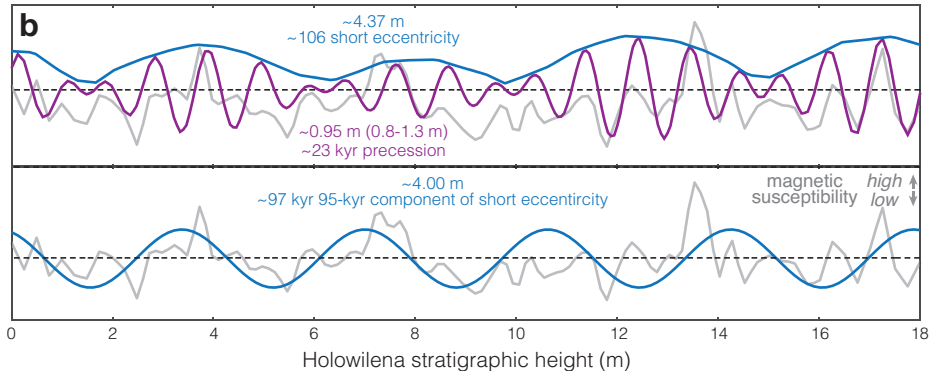 b
~4.37 m
~106 short eccentricity
~0.95 m (0.8-1.3 m)
~23 kyr precession
~4.00 m
~97 kyr 95-kyr component of short eccentircity
magnetic susceptibility
high
low
0 2 4 6 8 10 12 14 16 18
Holowilena stratigraphic height (m)